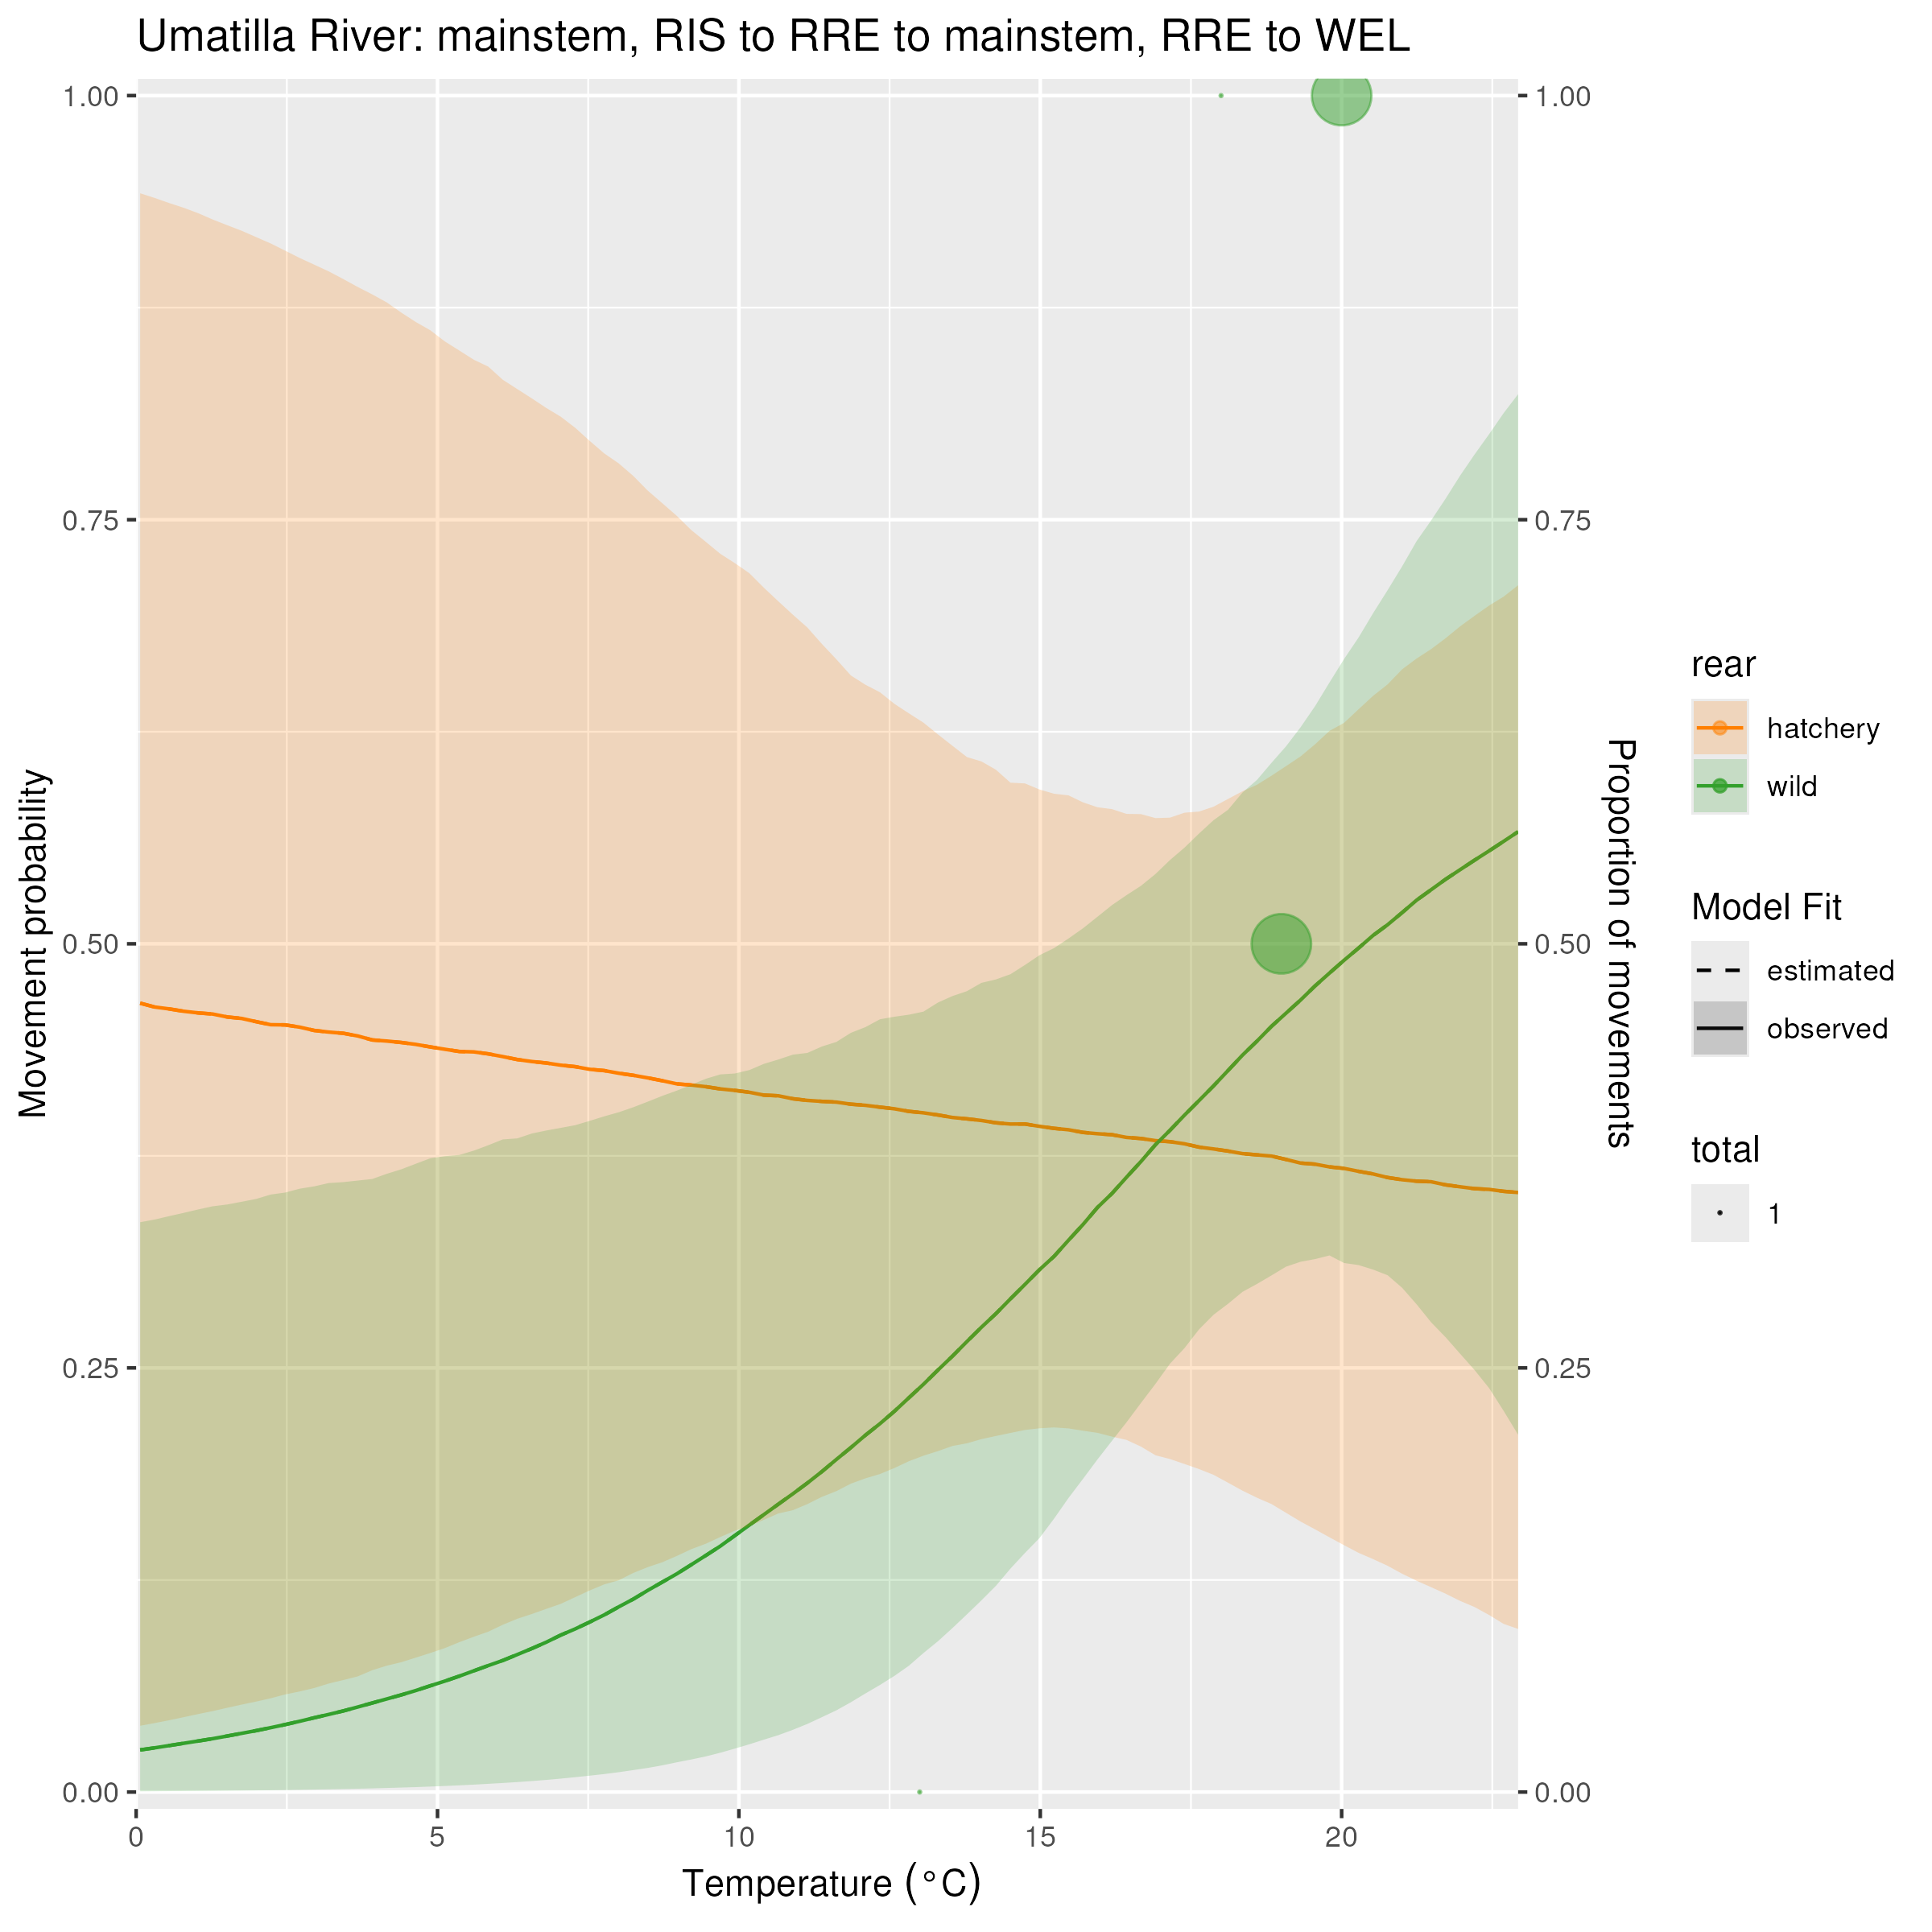 Umatilla River: mainstem, RIS to RRE to mainstem, RRE to WEL
Movement probability
1.00
0.75
0.50
0.25
0.00
0
5
10
15
20
Temperature (°C)
1.00
0.75
0.50
0.25
0.00
Proportion of movements
rear
hatchery
wild
Model Fit
estimated
observed
total
1